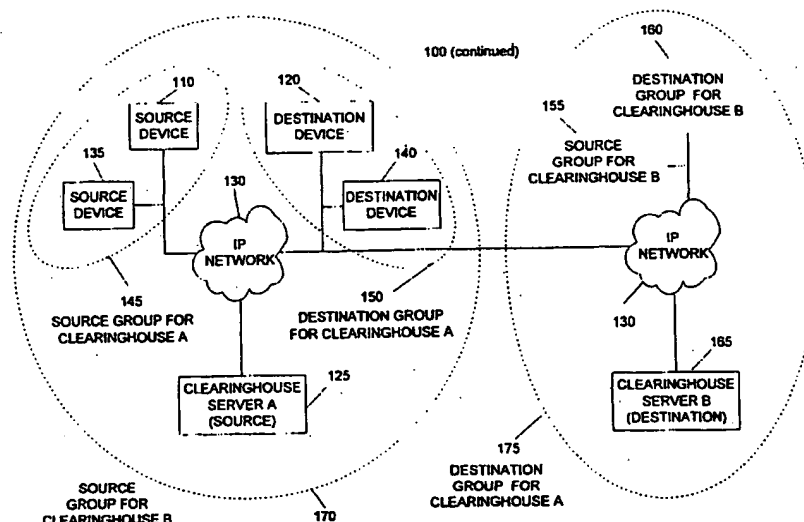 100 (continued)
160
DESTINATION
GROUP FOR
CLEARINGHOUSE B
110
SOURCE
DEVICE
120
DESTINATION
DEVICE
155
SOURCE
GROUP FOR
CLEARINGHOUSE B
135
SOURCE
DEVICE
130
140
DESTINATION
DEVICE
IP
NETWORK
IP
NETWORK
145
SOURCE GROUP FOR
CLEARINGHOUSE A
150
DESTINATION GROUP
FOR CLEARINGHOUSE A
130
165
CLEARINGHOUSE
SERVER A
(SOURCE)
125
CLEARINGHOUSE
SERVER B
(DESTINATION)
175
DESTINATION
GROUP FOR
CLEARINGHOUSE A
SOURCE
GROUP FOR
CLEARINGHOUSE B
170